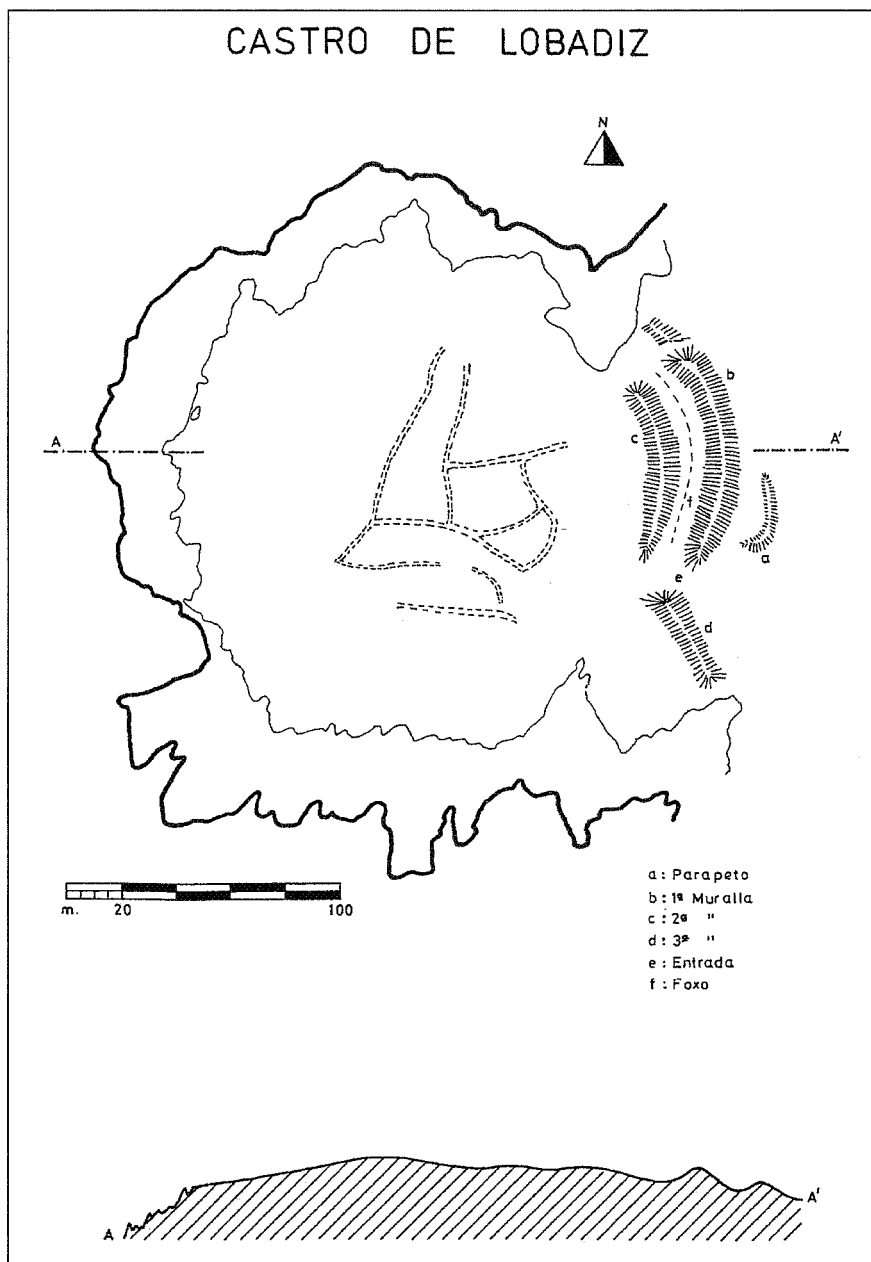 CASTRO DE LOBADIZ
N
b
c
A
A'
f
a
e
d
m. 20 100
a: Parapeto
b: 1ª Muralla
c: 2ª "
d: 3ª "
e: Entrada
f: Foxo
A
A'